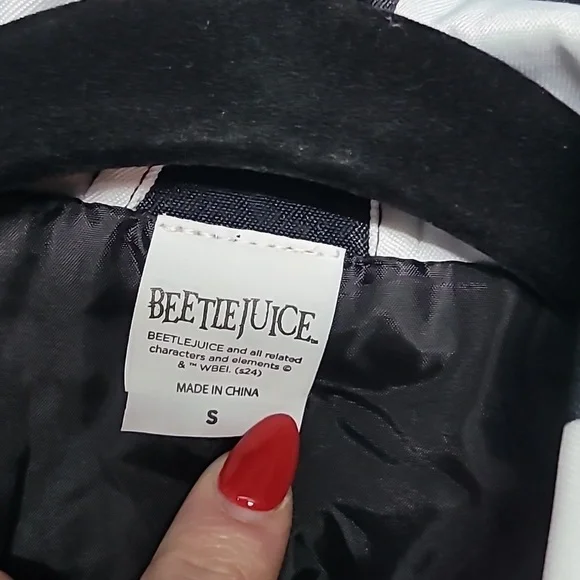 BEETLEJUICE™
BEETLEJUICE and all related
characters and elements ©
& ™ WBEI. (s24)
MADE IN CHINA
S